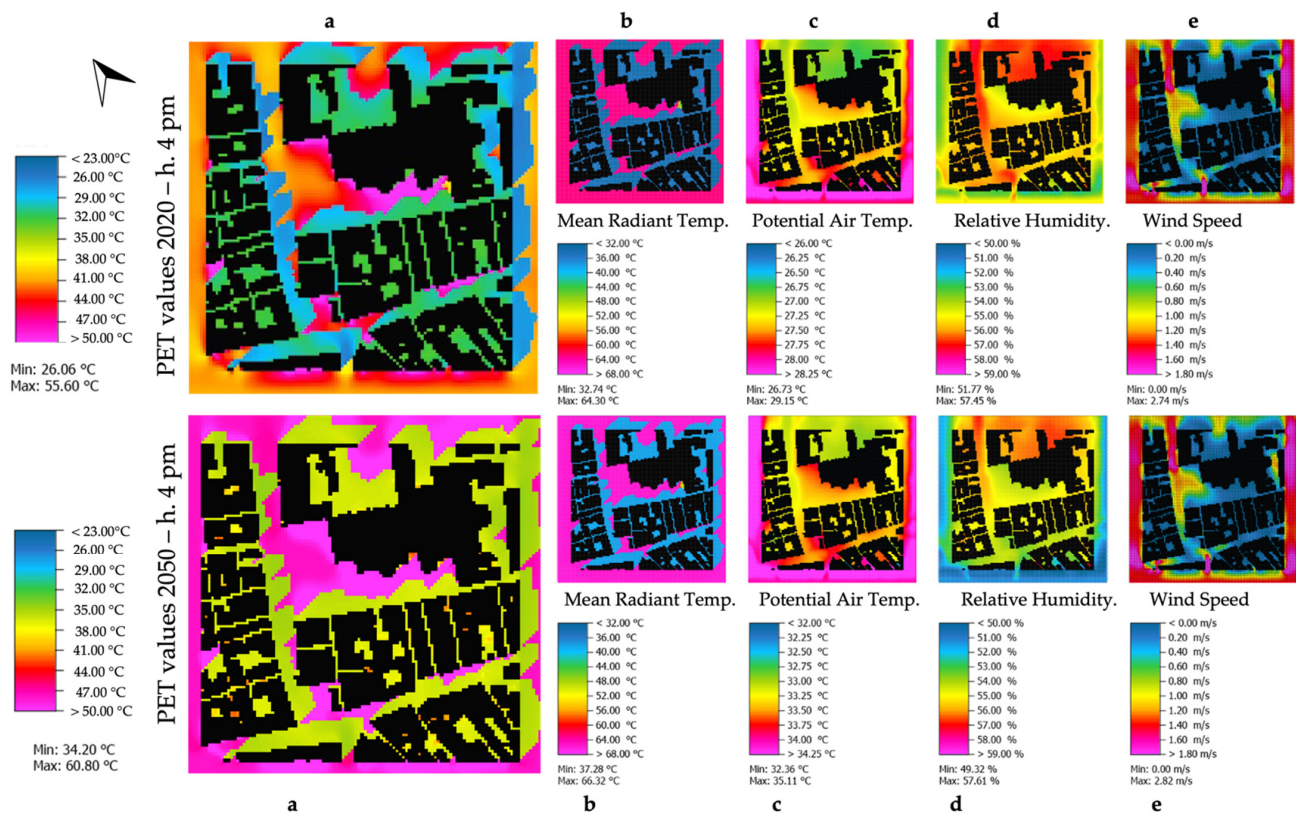 a
b
c
d
e
PET values 2020 – h. 4 pm
< 23.00°C
26.00 °C
29.00 °C
32.00 °C
35.00 °C
38.00 °C
41.00 °C
44.00 °C
47.00 °C
> 50.00 °C
Min: 26.06 °C
Max: 55.60 °C
Mean Radiant Temp.
< 32.00 °C
36.00 °C
40.00 °C
44.00 °C
48.00 °C
52.00 °C
56.00 °C
60.00 °C
64.00 °C
> 68.00 °C
Min: 32.74 °C
Max: 64.30 °C
Potential Air Temp.
< 26.00 °C
26.25 °C
26.50 °C
26.75 °C
27.00 °C
27.25 °C
27.50 °C
27.75 °C
28.00 °C
> 28.25 °C
Min: 26.73 °C
Max: 29.15 °C
Relative Humidity.
< 50.00 %
51.00 %
52.00 %
53.00 %
54.00 %
55.00 %
56.00 %
57.00 %
58.00 %
> 59.00 %
Min: 51.77 %
Max: 57.45 %
Wind Speed
< 0.00 m/s
0.20 m/s
0.40 m/s
0.60 m/s
0.80 m/s
1.00 m/s
1.20 m/s
1.40 m/s
1.60 m/s
> 1.80 m/s
Min: 0.00 m/s
Max: 2.74 m/s
PET values 2050 – h. 4 pm
< 23.00°C
26.00 °C
29.00 °C
32.00 °C
35.00 °C
38.00 °C
41.00 °C
44.00 °C
47.00 °C
> 50.00 °C
Min: 34.20 °C
Max: 60.80 °C
Mean Radiant Temp.
< 32.00 °C
36.00 °C
40.00 °C
44.00 °C
48.00 °C
52.00 °C
56.00 °C
60.00 °C
64.00 °C
> 68.00 °C
Min: 37.28 °C
Max: 66.32 °C
Potential Air Temp.
< 32.00 °C
32.25 °C
32.50 °C
32.75 °C
33.00 °C
33.25 °C
33.50 °C
33.75 °C
34.00 °C
> 34.25 °C
Min: 32.36 °C
Max: 35.11 °C
Relative Humidity.
< 50.00 %
51.00 %
52.00 %
53.00 %
54.00 %
55.00 %
56.00 %
57.00 %
58.00 %
> 59.00 %
Min: 49.32 %
Max: 57.61 %
Wind Speed
< 0.00 m/s
0.20 m/s
0.40 m/s
0.60 m/s
0.80 m/s
1.00 m/s
1.20 m/s
1.40 m/s
1.60 m/s
> 1.80 m/s
Min: 0.00 m/s
Max: 2.82 m/s
a
b
c
d
e